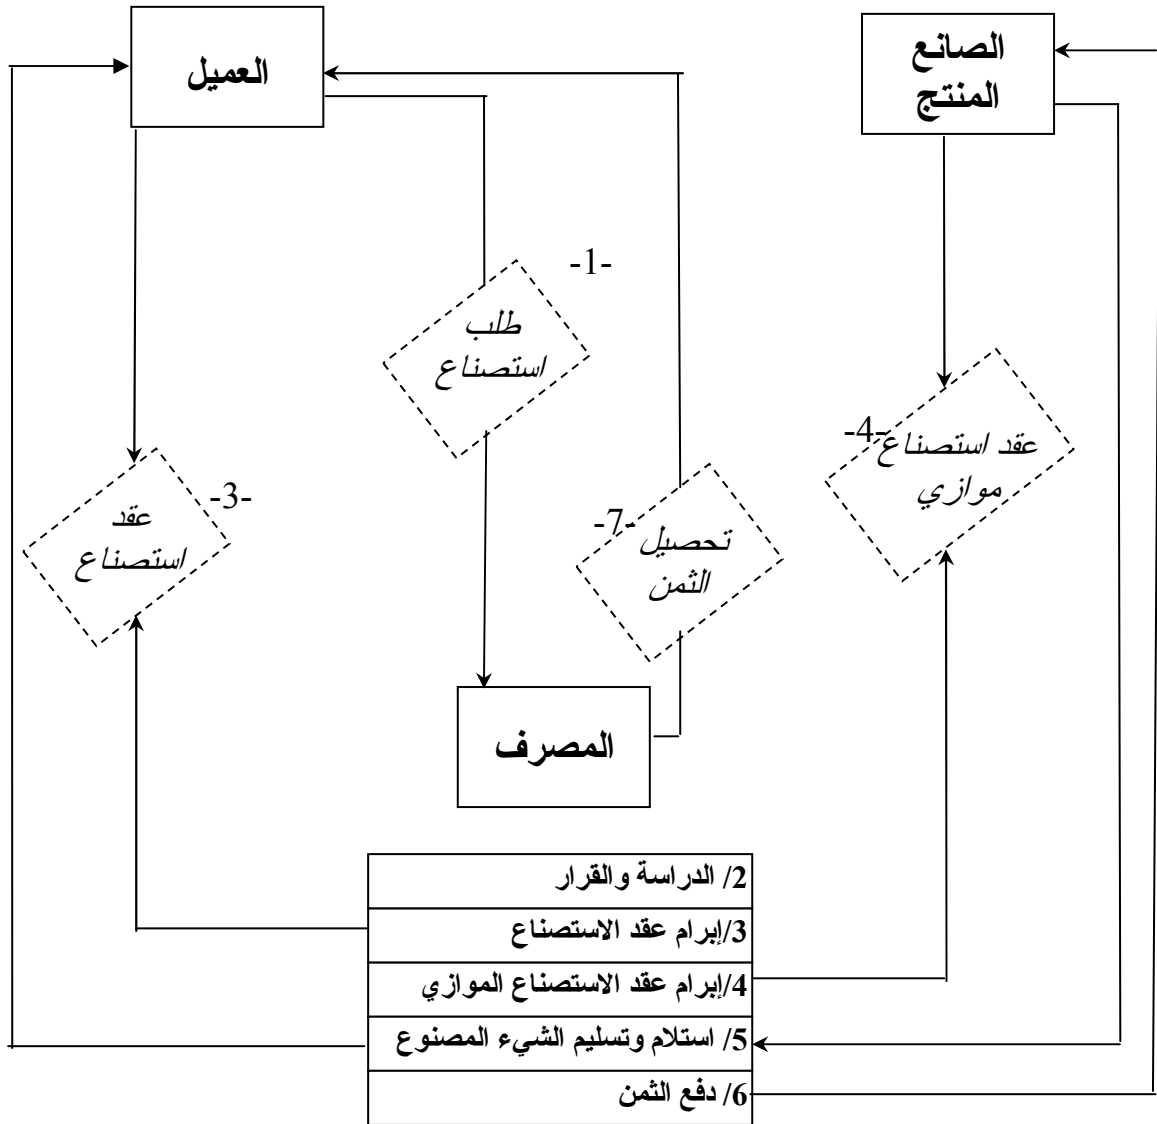 العميل
الصانع
المنتج
-1-
طلب
استصناع
-4-
عقد استصناع
موازي
-3-
عقد
استصناع
-7-
تحصيل
الثمن
المصرف
2/ الدراسة والقرار
3/إبرام عقد الاستصناع
4/إبرام عقد الاستصناع الموازي
5/ استلام وتسليم الشيء المصنوع
6/ دفع الثمن